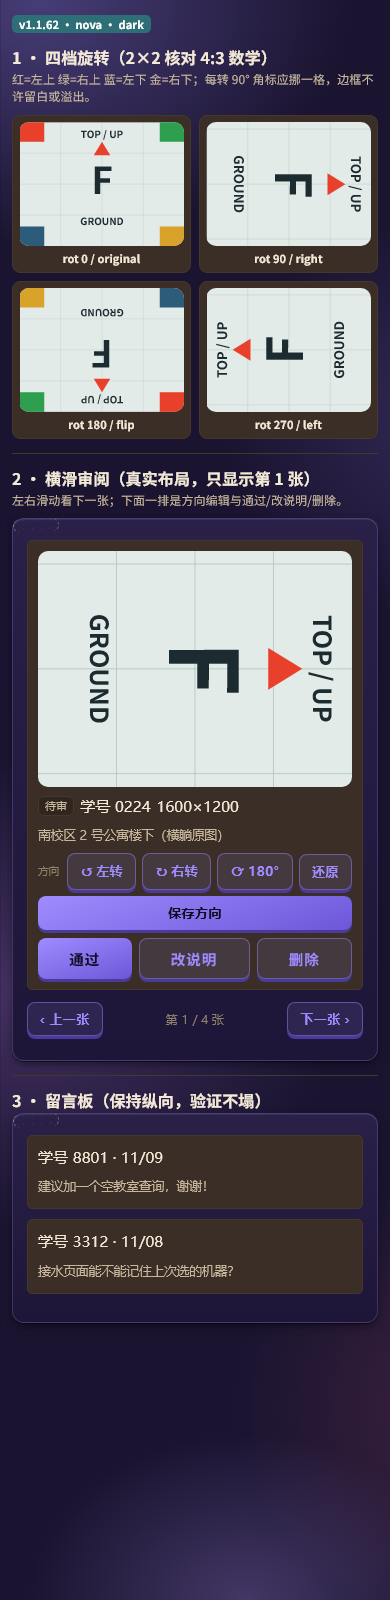 v1.1.62 • nova • dark
1 • 四档旋转（2×2 核对 4:3 数学）
红=左上 绿=右上 蓝=左下 金=右下；每转 90° 角标应挪一格，边框不
许留白或溢出。
TOP / UP
F
GROUND
rot 0 / original
GROUND
F
TOP / UP
rot 90 / right
GROUND
F
TOP / UP
rot 180 / flip
TOP / UP
F
GROUND
rot 270 / left
2 • 横滑审阅（真实布局，只显示第 1 张）
左右滑动看下一张；下面一排是方向编辑与通过/改说明/删除。
GROUND
F
TOP / UP
待审 学号 0224 1600×1200
南校区 2 号公寓楼下（横躺原图）
方向 ↺ 左转 ↻ 右转 ⟳ 180° 还原
保存方向
通过 改说明 删除
‹ 上一张 第 1 / 4 张 下一张 ›
3 • 留言板（保持纵向，验证不塌）
学号 8801 · 11/09
建议加一个空教室查询，谢谢！
学号 3312 · 11/08
接水页面能不能记住上次选的机器？